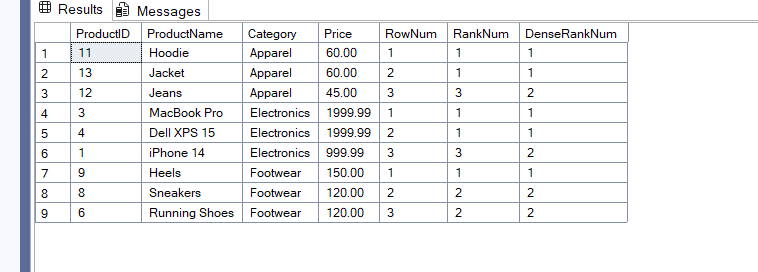 Results Messages
ProductID ProductName Category Price RowNum RankNum DenseRankNum
1 11 Hoodie Apparel 60.00 1 1 1
2 13 Jacket Apparel 60.00 2 1 1
3 12 Jeans Apparel 45.00 3 3 2
4 3 MacBook Pro Electronics 1999.99 1 1 1
5 4 Dell XPS 15 Electronics 1999.99 2 1 1
6 1 iPhone 14 Electronics 999.99 3 3 2
7 9 Heels Footwear 150.00 1 1 1
8 8 Sneakers Footwear 120.00 2 2 2
9 6 Running Shoes Footwear 120.00 3 2 2